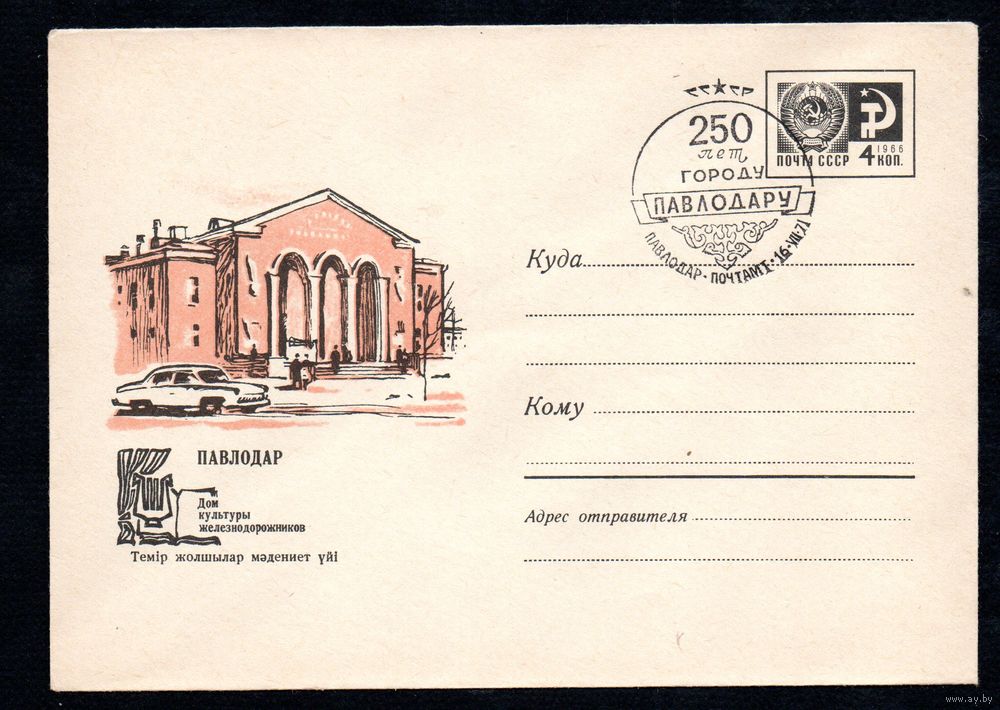 СССР
250
лет
ГОРОДУ
ПАВЛОДАРУ
ПАВЛОДАР · ПОЧТАМТ · 16·VII·71
ПОЧТА СССР
1966
4 КОП.
Куда
Кому
Адрес отправителя
ПАВЛОДАР
Дом
культуры
железнодорожников
Темір жолшылар мәдениет үйі
www.ay.by